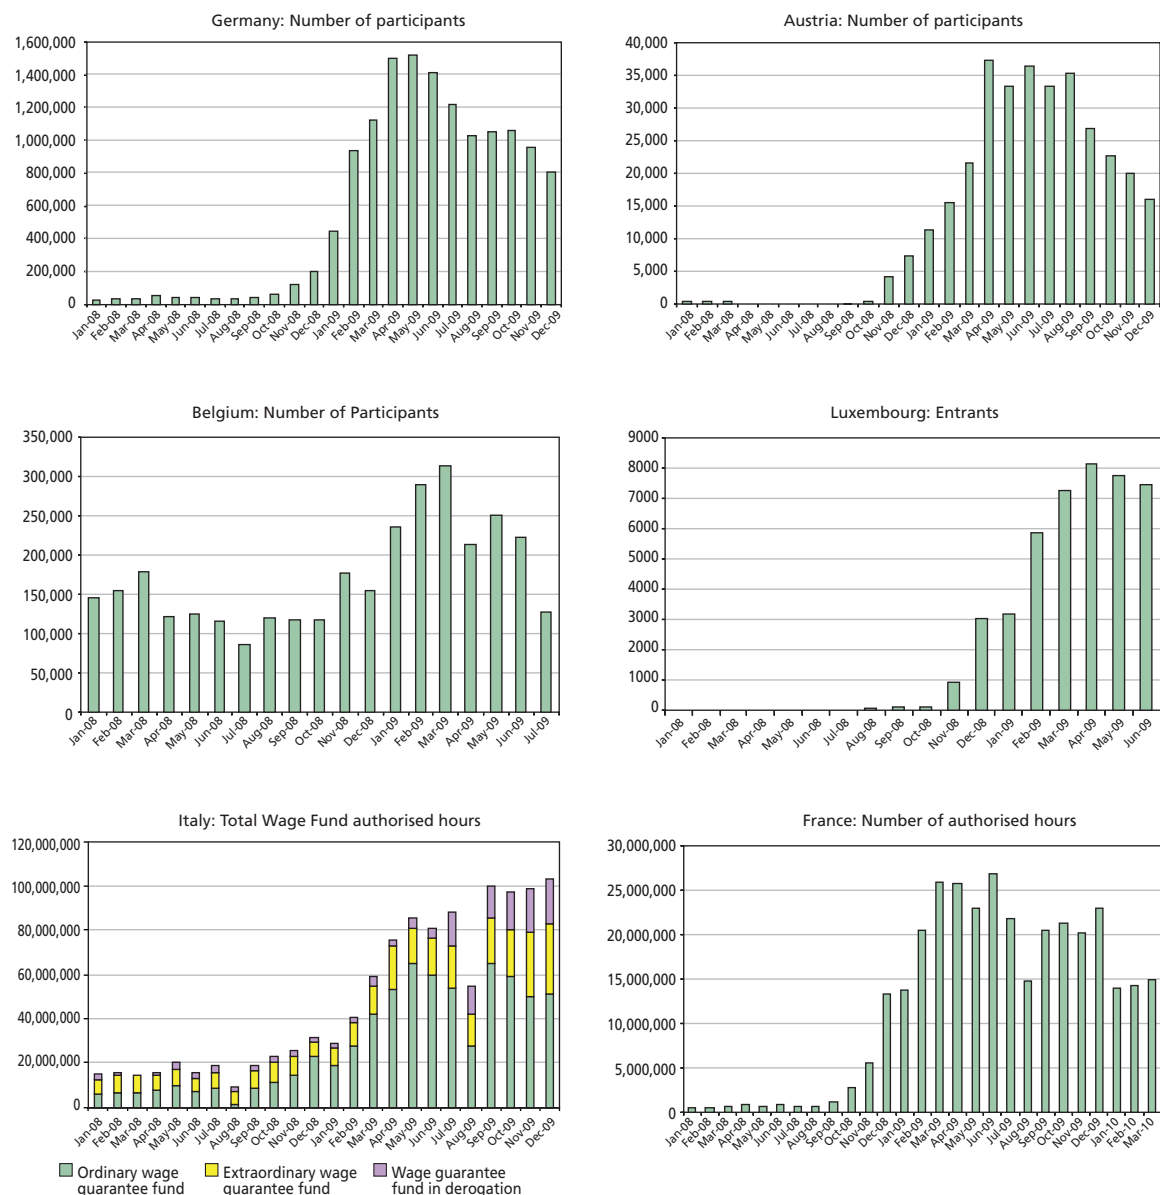 Germany: Number of participants
1,600,000
1,400,000
1,200,000
1,000,000
800,000
600,000
400,000
200,000
0
Jan-08 Feb-08 Mar-08 Apr-08 May-08 Jun-08 Jul-08 Aug-08 Sep-08 Oct-08 Nov-08 Dec-08 Jan-09 Feb-09 Mar-09 Apr-09 May-09 Jun-09 Jul-09 Aug-09 Sep-09 Oct-09 Nov-09 Dec-09
Austria: Number of participants
40,000
35,000
30,000
25,000
20,000
15,000
10,000
5,000
0
Jan-08 Feb-08 Mar-08 Apr-08 May-08 Jun-08 Jul-08 Aug-08 Sep-08 Oct-08 Nov-08 Dec-08 Jan-09 Feb-09 Mar-09 Apr-09 May-09 Jun-09 Jul-09 Aug-09 Sep-09 Oct-09 Nov-09 Dec-09
Belgium: Number of Participants
350,000
300,000
250,000
200,000
150,000
100,000
50,000
0
Jan-08 Feb-08 Mar-08 Apr-08 May-08 Jun-08 Jul-08 Aug-08 Sep-08 Oct-08 Nov-08 Dec-08 Jan-09 Feb-09 Mar-09 Apr-09 May-09 Jun-09 Jul-09
Luxembourg: Entrants
9000
8000
7000
6000
5000
4000
3000
2000
1000
0
Jan-08 Feb-08 Mar-08 Apr-08 May-08 Jun-08 Jul-08 Aug-08 Sep-08 Oct-08 Nov-08 Dec-08 Jan-09 Feb-09 Mar-09 Apr-09 May-09 Jun-09
Italy: Total Wage Fund authorised hours
120,000,000
100,000,000
80,000,000
60,000,000
40,000,000
20,000,000
0
Jan-08 Feb-08 Mar-08 Apr-08 May-08 Jun-08 Jul-08 Aug-08 Sep-08 Oct-08 Nov-08 Dec-08 Jan-09 Feb-09 Mar-09 Apr-09 May-09 Jun-09 Jul-09 Aug-09 Sep-09 Oct-09 Nov-09 Dec-09
Ordinary wage
guarantee fund
Extraordinary wage
guarantee fund
Wage guarantee
fund in derogation
France: Number of authorised hours
30,000,000
25,000,000
20,000,000
15,000,000
10,000,000
5,000,000
0
Jan-08 Feb-08 Mar-08 Apr-08 May-08 Jun-08 Jul-08 Aug-08 Sep-08 Oct-08 Nov-08 Dec-08 Jan-09 Feb-09 Mar-09 Apr-09 May-09 Jun-09 Jul-09 Aug-09 Sep-09 Oct-09 Nov-09 Dec-09 Jan-10 Feb-10 Mar-10